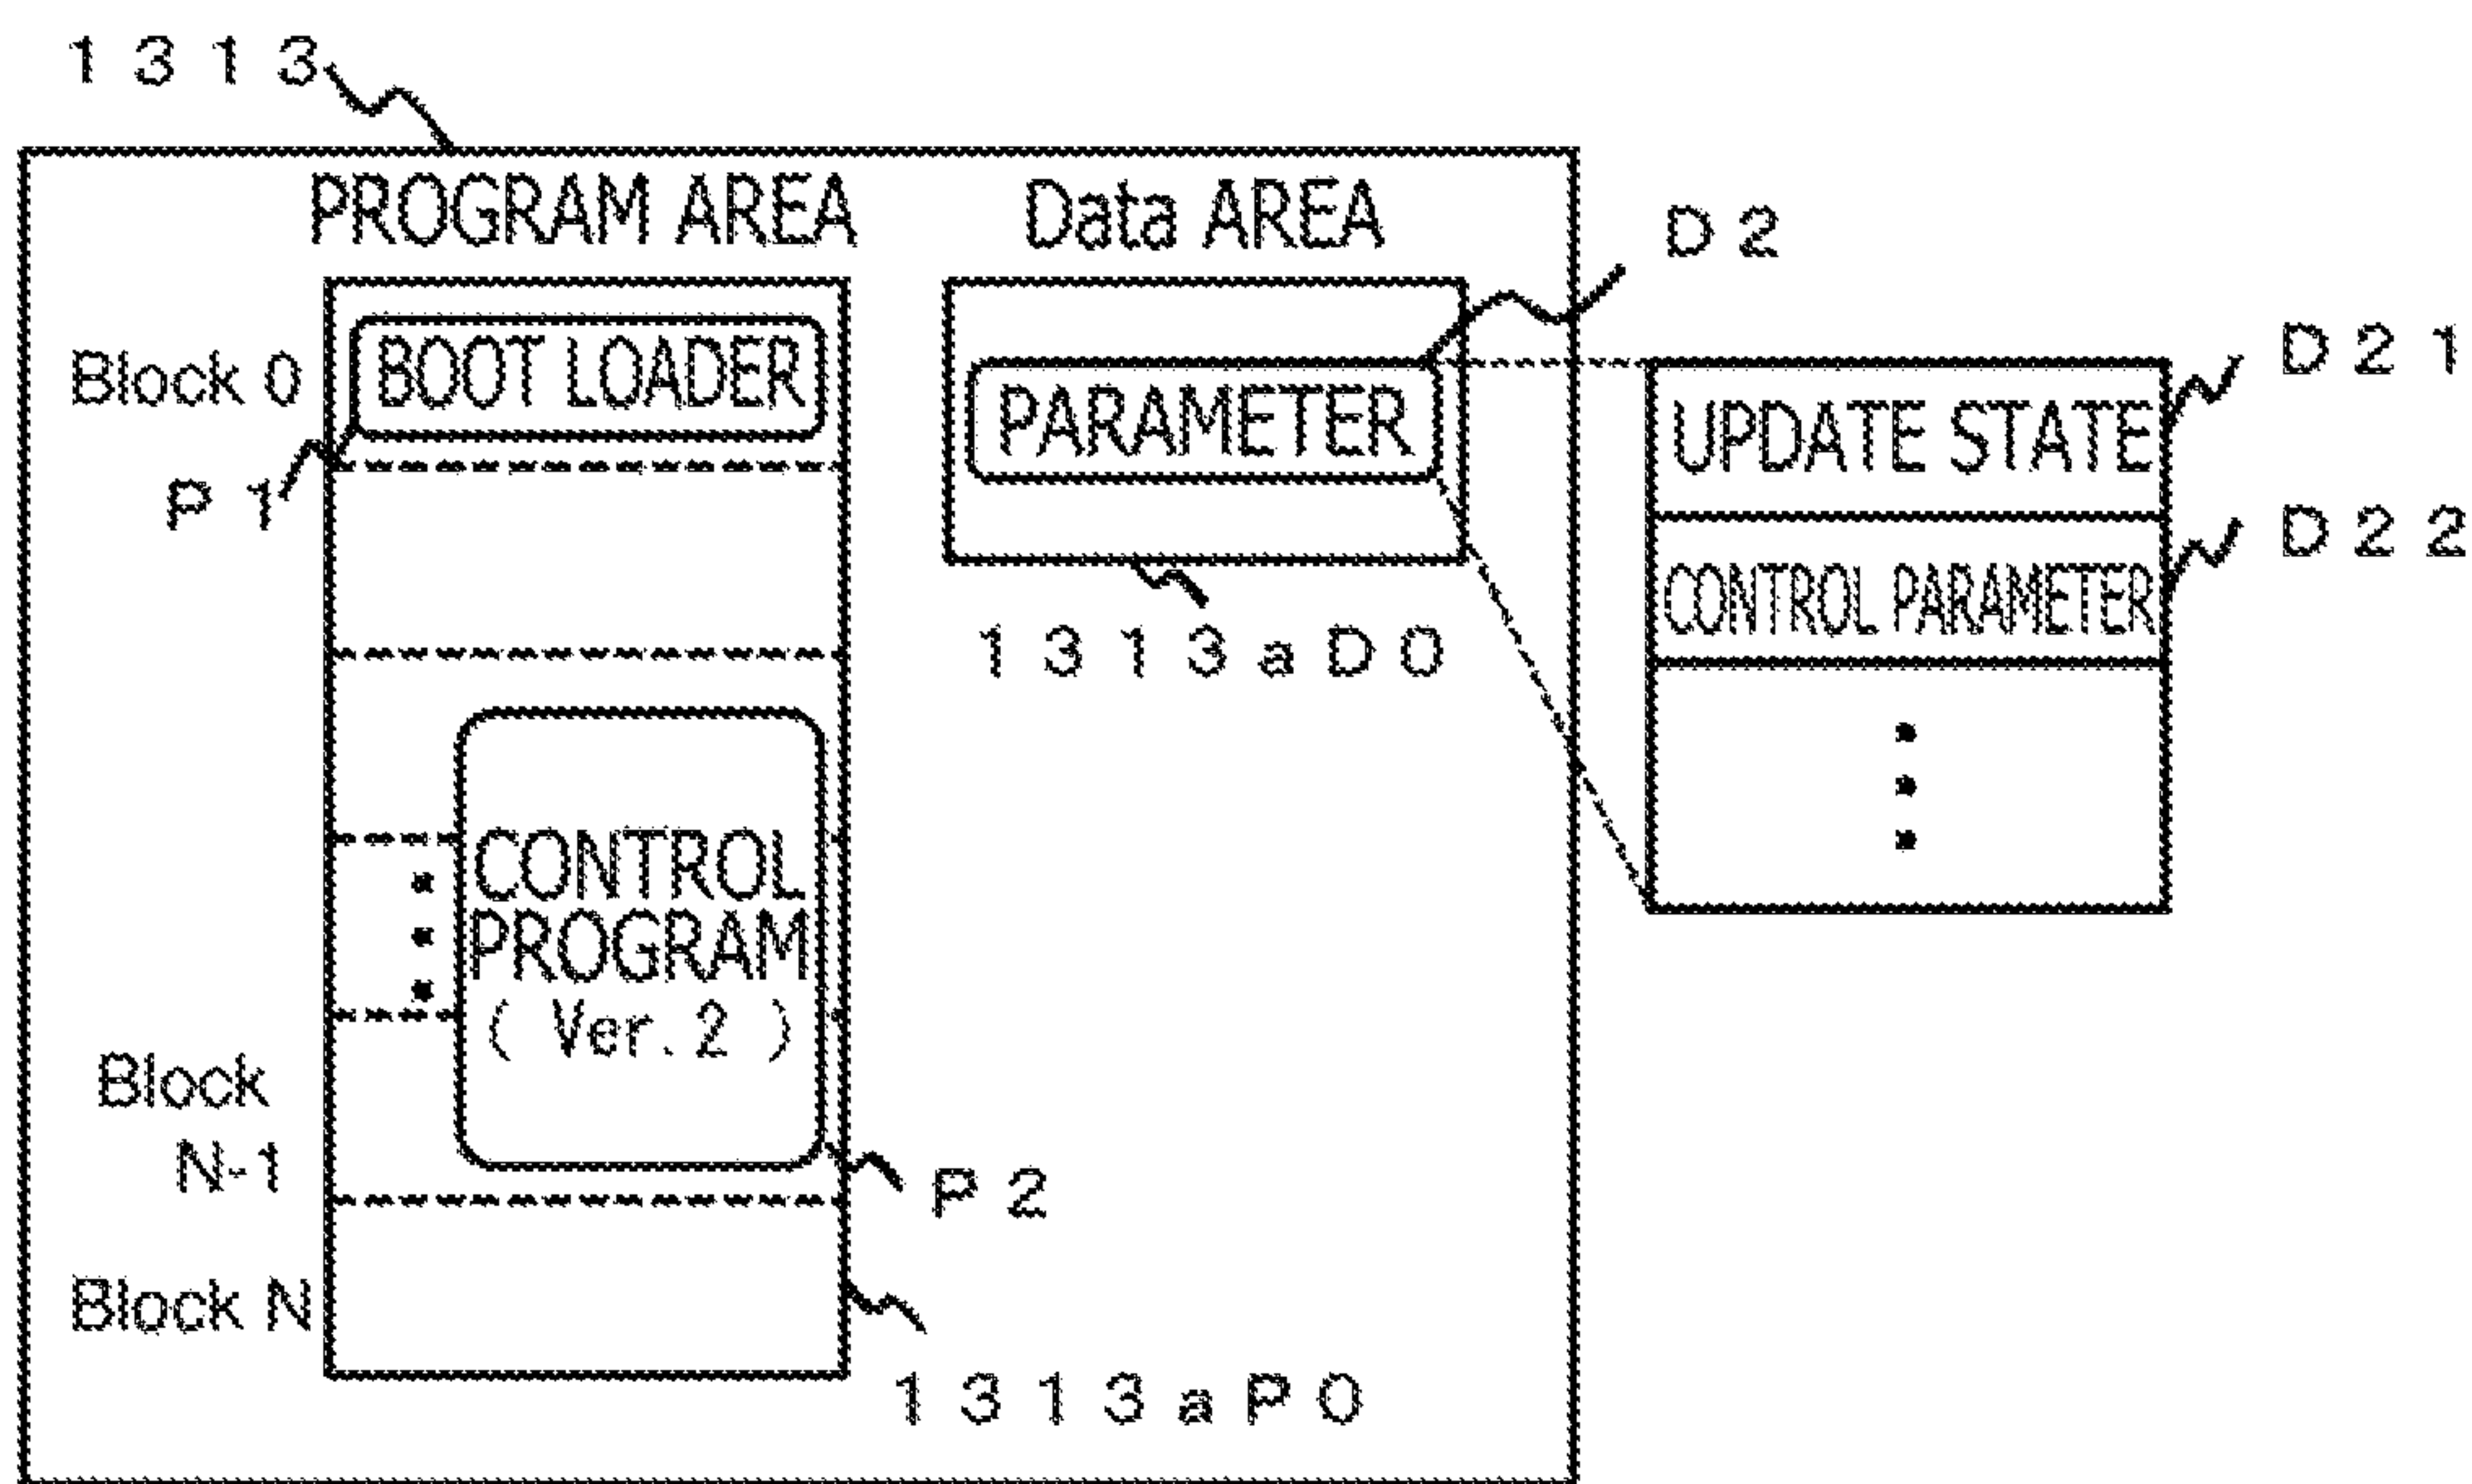 1313
PROGRAM AREA
Data AREA
D2
Block 0
BOOT LOADER
P1
PARAMETER
1313aD0
UPDATE STATE
D21
CONTROL PARAMETER
D22
CONTROL
PROGRAM
( Ver. 2 )
Block
N-1
P2
Block N
1313aP0